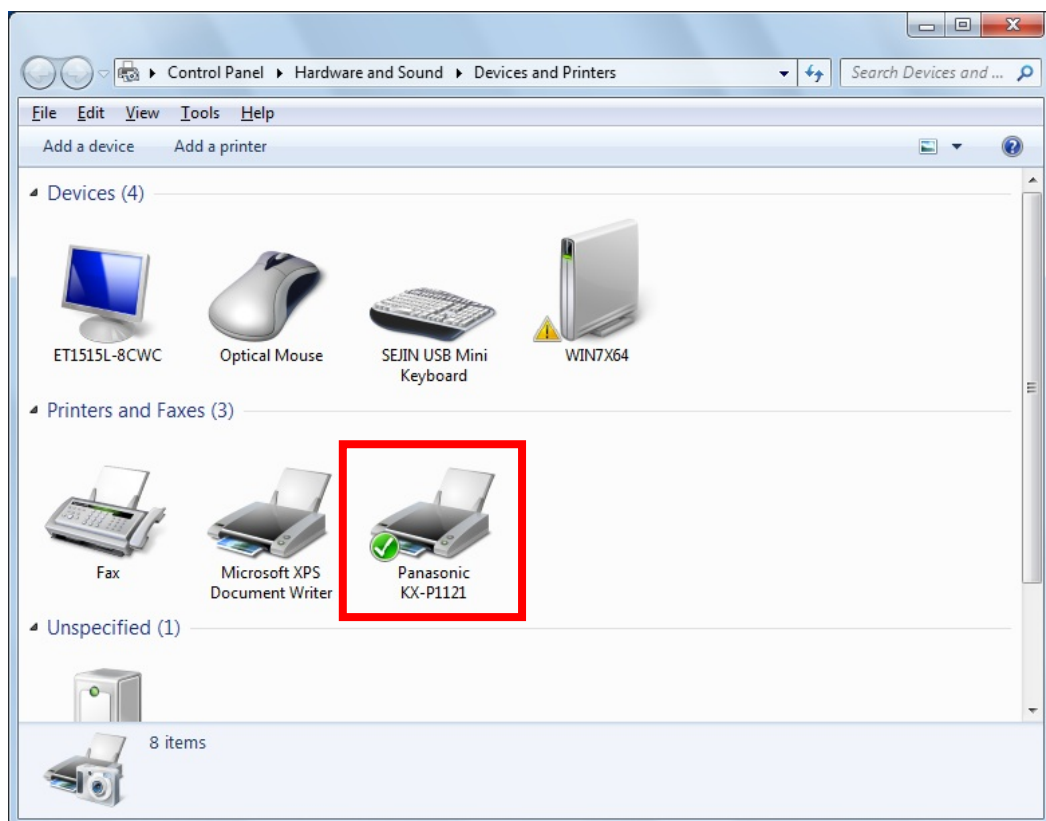 Control Panel Hardware and Sound Devices and Printers Search Devices and ...
File Edit View Tools Help
Add a device Add a printer
Devices (4)
ET1515L-8CWC Optical Mouse SEJIN USB Mini Keyboard WIN7X64
Printers and Faxes (3)
Fax Microsoft XPS Document Writer Panasonic KX-P1121
Unspecified (1)
8 items